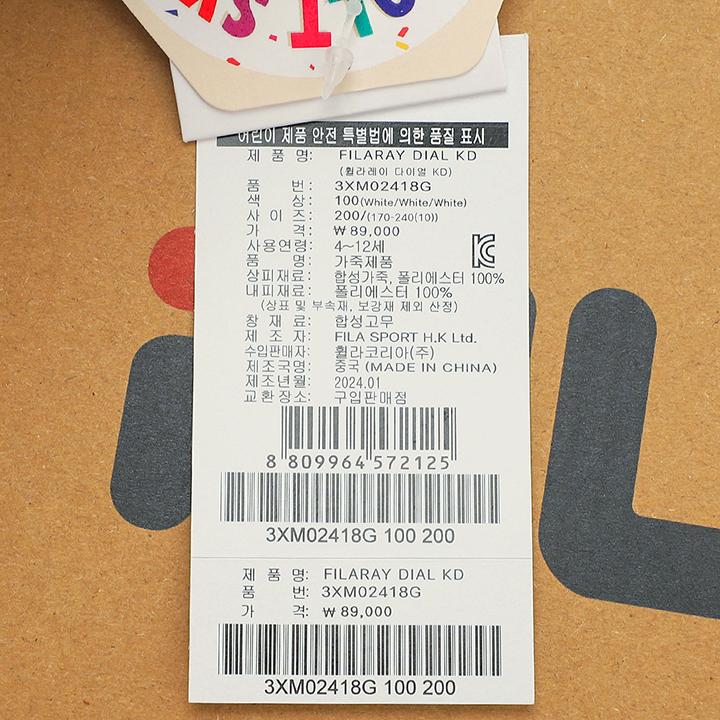 어린이 제품 안전 특별법에 의한 품질 표시
제 품 명: FILARAY DIAL KD
(휠라레이 다이얼 KD)
품 번: 3XM02418G
색 상: 100(White/White/White)
사 이 즈: 200/(170-240(10))
가 격: ₩ 89,000
사용연령: 4~12세
품 명: 가죽제품
상피재료: 합성가죽, 폴리에스터 100%
내피재료: 폴리에스터 100%
(상표 및 부속재, 보강재 제외 산정)
창 재 료: 합성고무
제 조 자: FILA SPORT H.K Ltd.
수입판매자: 휠라코리아(주)
제조국명: 중국 (MADE IN CHINA)
제조년월: 2024.01
교환장소: 구입판매점
8 809964 572125
3XM02418G 100 200
제 품 명: FILARAY DIAL KD
품 번: 3XM02418G
가 격: ₩ 89,000
3XM02418G 100 200